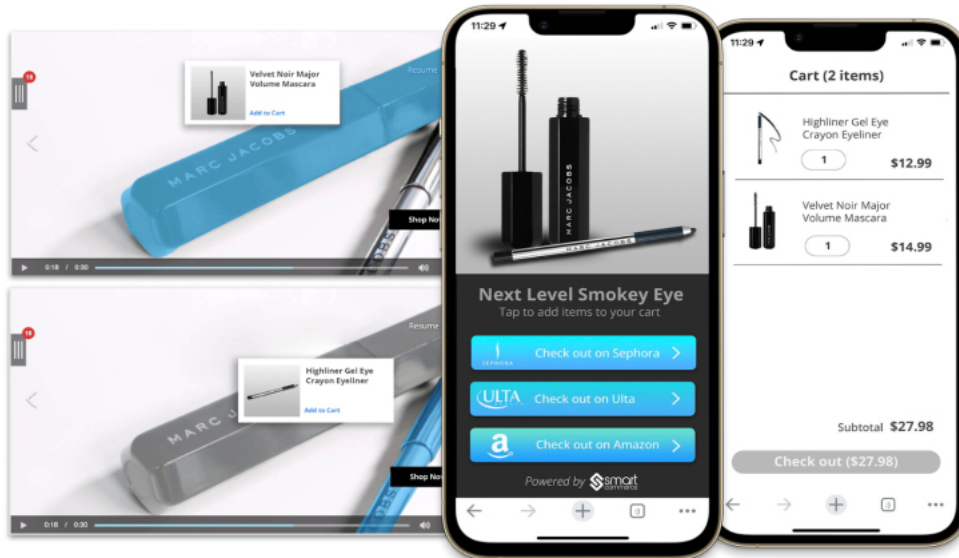 18
Velvet Noir Major
Volume Mascara
Add to Cart
Resume
MARC JACOBS
Shop No
0:18 / 0:30
18
Resume
Highliner Gel Eye
Crayon Eyeliner
Add to Cart
MARC
Shop No
0:18 / 0:30
11:29
MARC JACOBS
MARC JACOBS
Next Level Smokey Eye
Tap to add items to your cart
SEPHORA
Check out on Sephora
ULTA
Check out on Ulta
a
Check out on Amazon
Powered by smart
commerce
11:29
Cart (2 items)
Highliner Gel Eye
Crayon Eyeliner
1
$12.99
Velvet Noir Major
Volume Mascara
1
$14.99
Subtotal $27.98
Check out ($27.98)